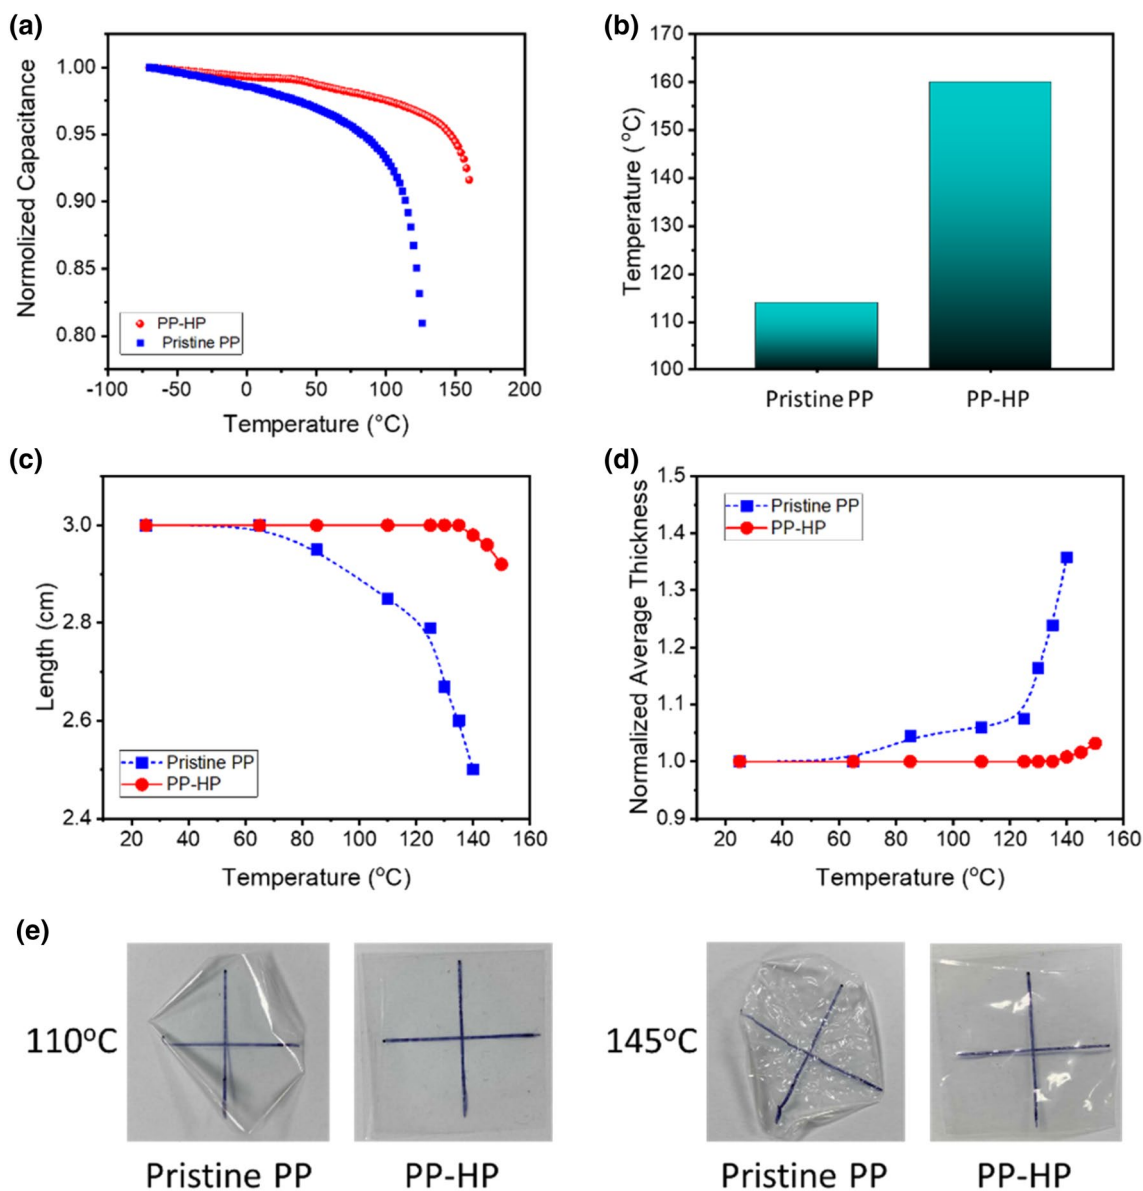 (a)
Normolized Capacitance
1.00
0.95
0.90
0.85
0.80
PP-HP
Pristine PP
-100 -50 0 50 100 150 200
Temperature (°C)
(b)
Temperature (°C)
170
160
150
140
130
120
110
100
Pristine PP PP-HP
(c)
Length (cm)
3.0
2.8
2.6
2.4
Pristine PP
PP-HP
20 40 60 80 100 120 140 160
Temperature (°C)
(d)
Normalized Average Thickness
1.5
1.4
1.3
1.2
1.1
1.0
0.9
Pristine PP
PP-HP
20 40 60 80 100 120 140 160
Temperature (°C)
(e)
110°C
Pristine PP PP-HP
145°C
Pristine PP PP-HP